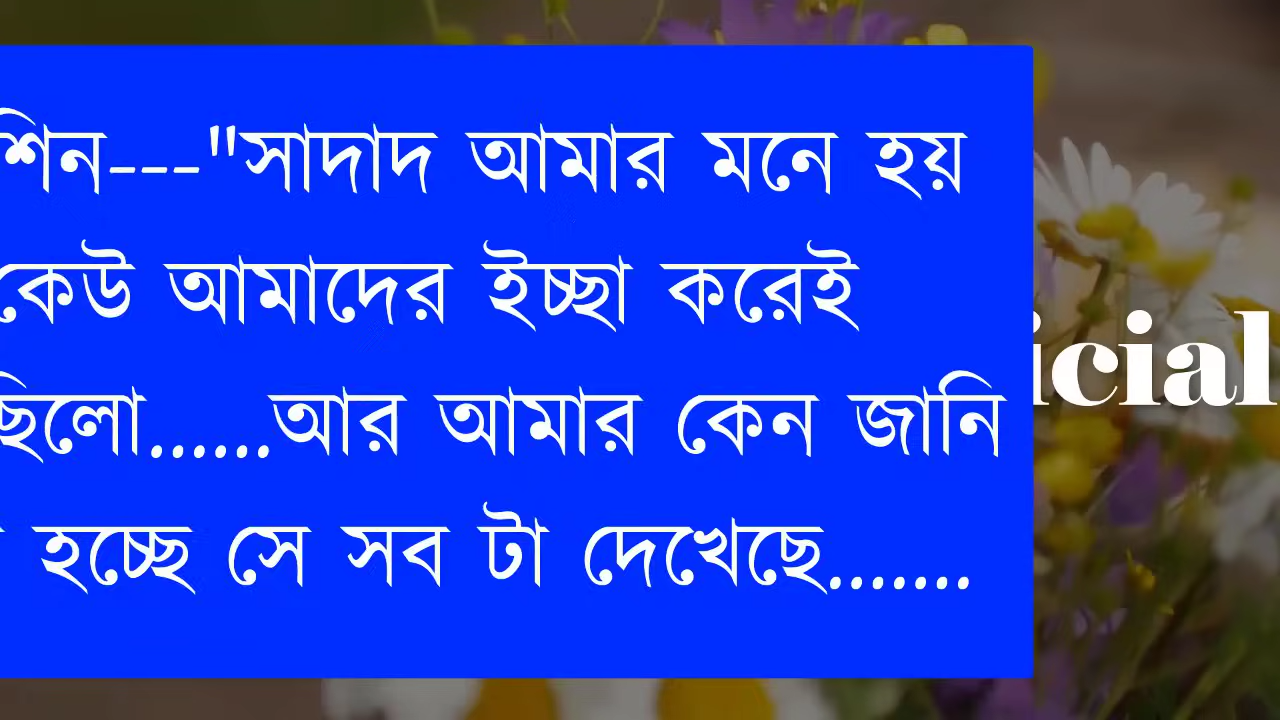 শিন---"সাদাদ আমার মনে হয়
কেউ আমাদের ইচ্ছা করেই
ছিলো......আর আমার কেন জানি
হচ্ছে সে সব টা দেখেছে.......
icial